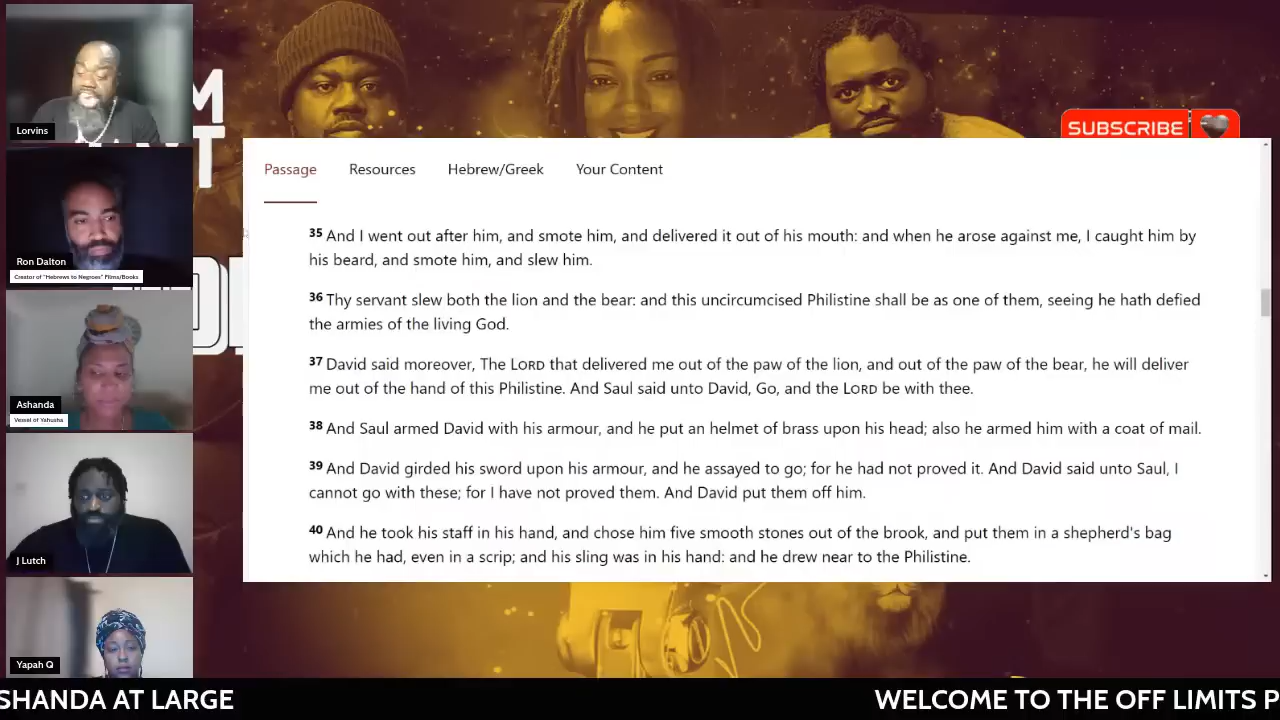 Lorvins
Ron Dalton
Creator of "Hebrews to Negroes" Films/Books
Ashanda
Vessel of Yahusha
J Lutch
Yapah Q
SUBSCRIBE
Passage Resources Hebrew/Greek Your Content
35 And I went out after him, and smote him, and delivered it out of his mouth: and when he arose against me, I caught him by
his beard, and smote him, and slew him.
36 Thy servant slew both the lion and the bear: and this uncircumcised Philistine shall be as one of them, seeing he hath defied
the armies of the living God.
37 David said moreover, The LORD that delivered me out of the paw of the lion, and out of the paw of the bear, he will deliver
me out of the hand of this Philistine. And Saul said unto David, Go, and the LORD be with thee.
38 And Saul armed David with his armour, and he put an helmet of brass upon his head; also he armed him with a coat of mail.
39 And David girded his sword upon his armour, and he assayed to go; for he had not proved it. And David said unto Saul, I
cannot go with these; for I have not proved them. And David put them off him.
40 And he took his staff in his hand, and chose him five smooth stones out of the brook, and put them in a shepherd's bag
which he had, even in a scrip; and his sling was in his hand: and he drew near to the Philistine.
SHANDA AT LARGE WELCOME TO THE OFF LIMITS P